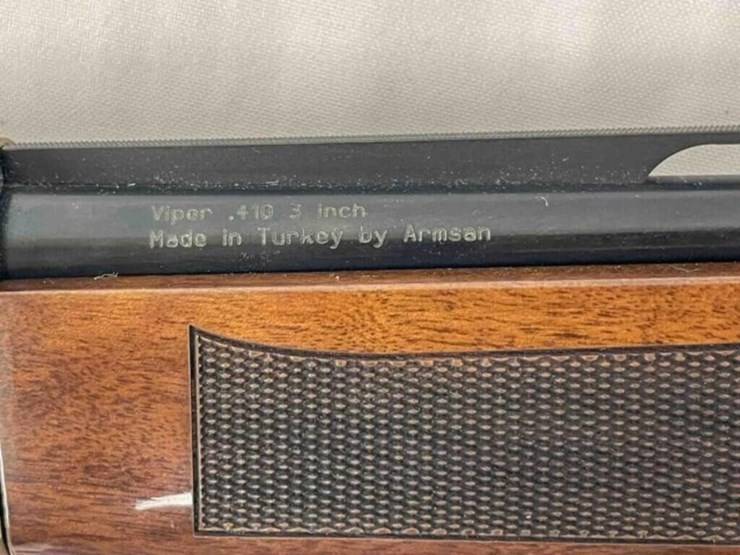 Viper .410 3 inch
Made in Turkey by Armsan